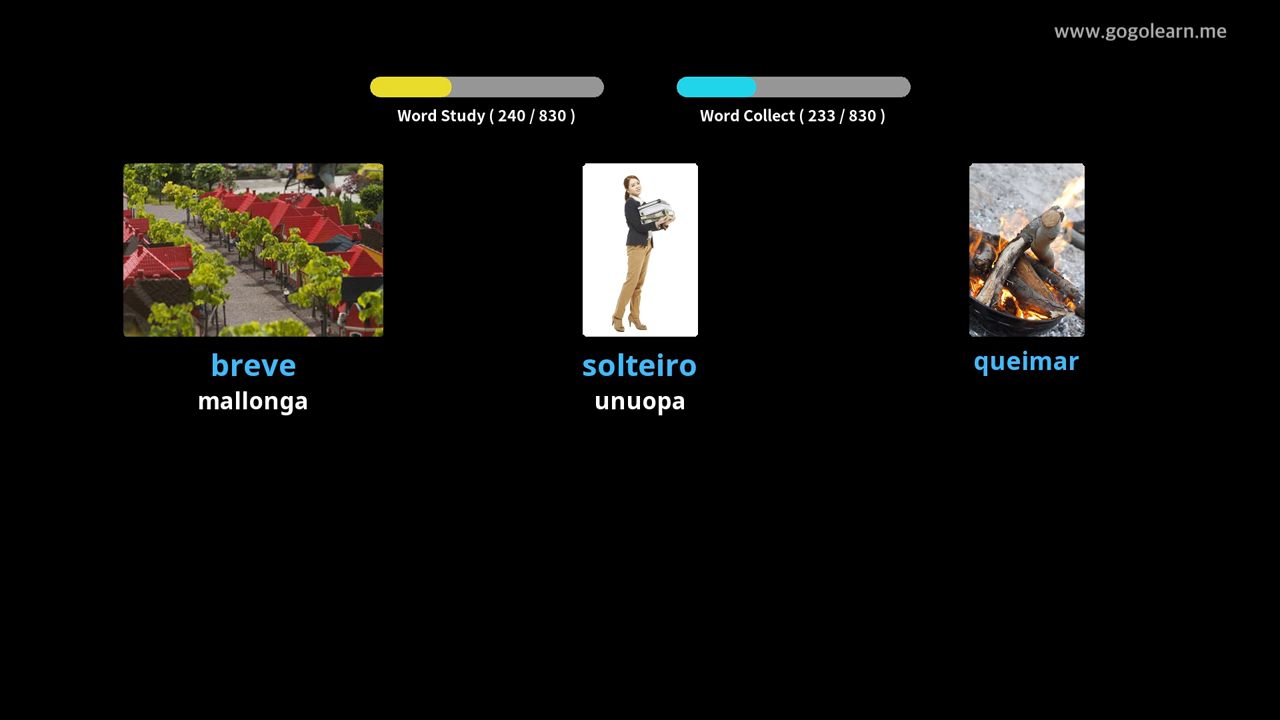 www.gogolearn.me
Word Study ( 240 / 830 )
Word Collect ( 233 / 830 )
breve
mallonga
solteiro
unuopa
queimar